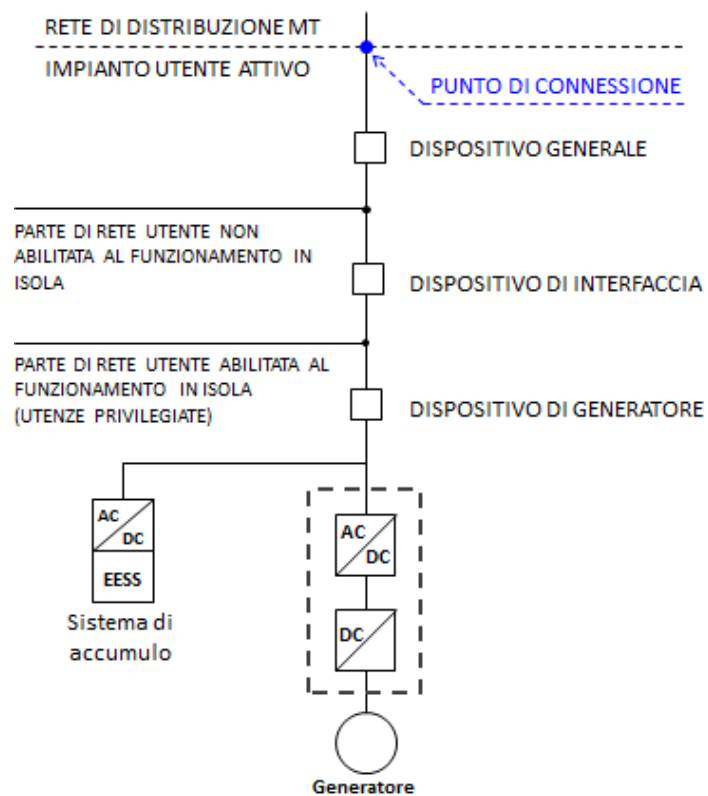 RETE DI DISTRIBUZIONE MT
IMPIANTO UTENTE ATTIVO
PUNTO DI CONNESSIONE
DISPOSITIVO GENERALE
PARTE DI RETE UTENTE NON
ABILITATA AL FUNZIONAMENTO IN
ISOLA
DISPOSITIVO DI INTERFACCIA
PARTE DI RETE UTENTE ABILITATA AL
FUNZIONAMENTO IN ISOLA
(UTENZE PRIVILEGIATE)
DISPOSITIVO DI GENERATORE
AC
DC
EESS
Sistema di
accumulo
AC
DC
DC
Generatore